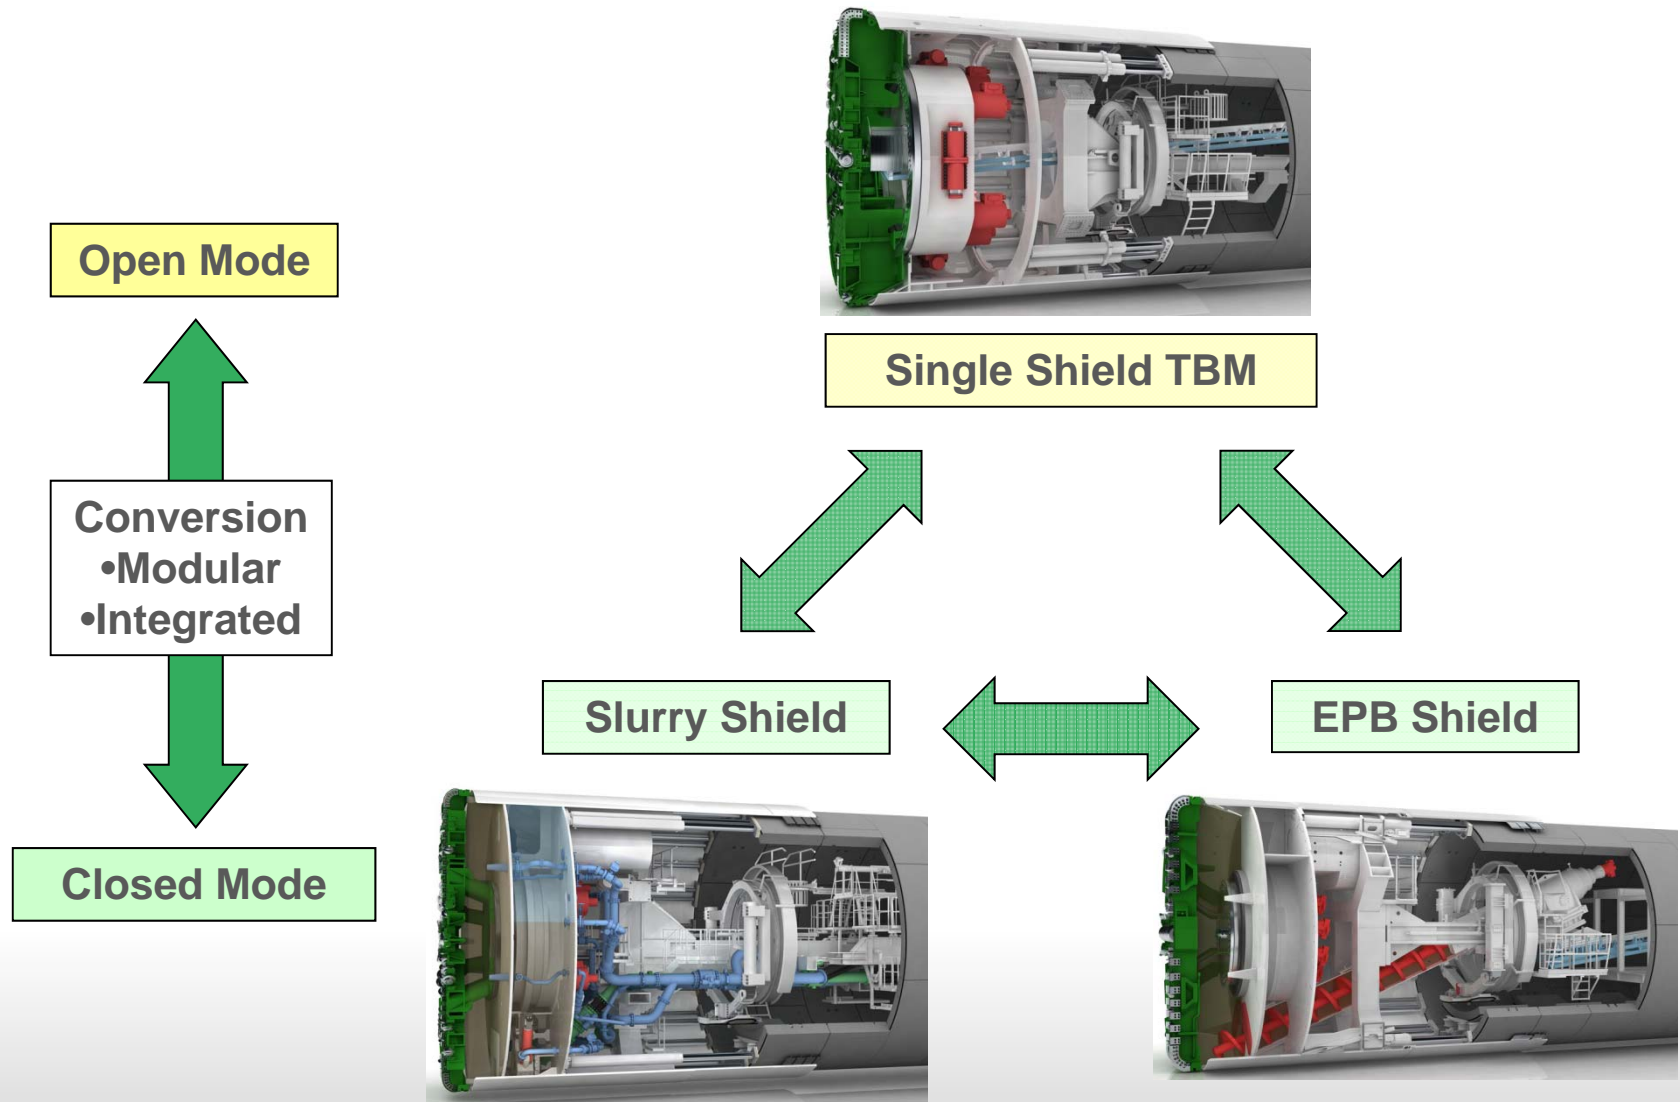 Open Mode
Single Shield TBM
Conversion
•Modular
•Integrated
Slurry Shield
EPB Shield
Closed Mode